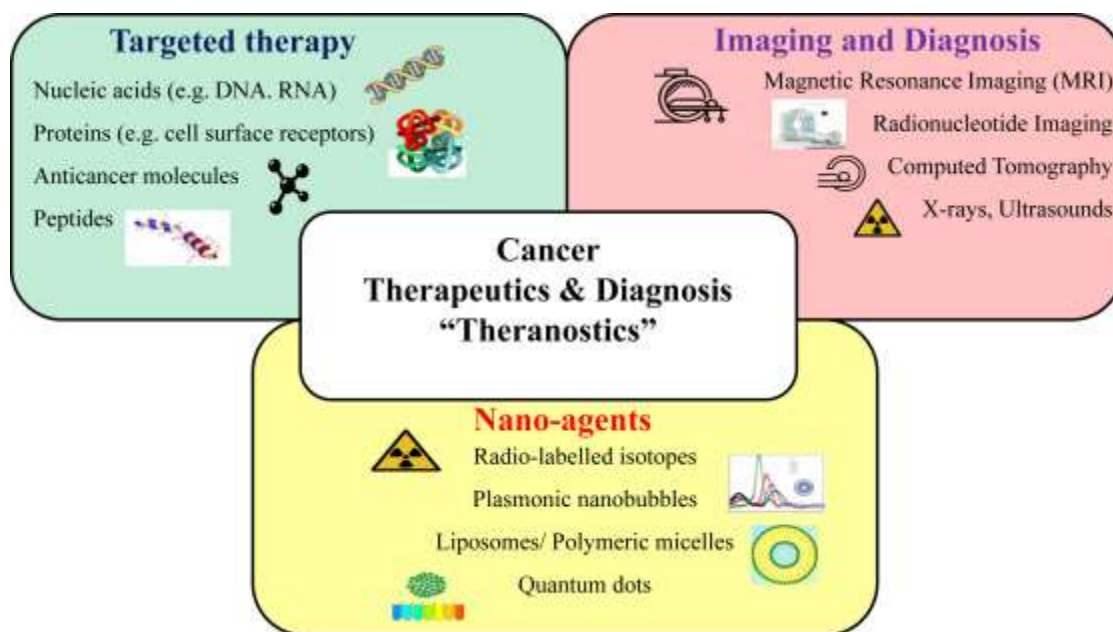 Targeted therapy
Nucleic acids (e.g. DNA. RNA)
Proteins (e.g. cell surface receptors)
Anticancer molecules
Peptides
Imaging and Diagnosis
Magnetic Resonance Imaging (MRI)
Radionucleotide Imaging
Computed Tomography
X-rays, Ultrasounds
Cancer
Therapeutics & Diagnosis
“Theranostics”
Nano-agents
Radio-labelled isotopes
Plasmonic nanobubbles
Liposomes/ Polymeric micelles
Quantum dots